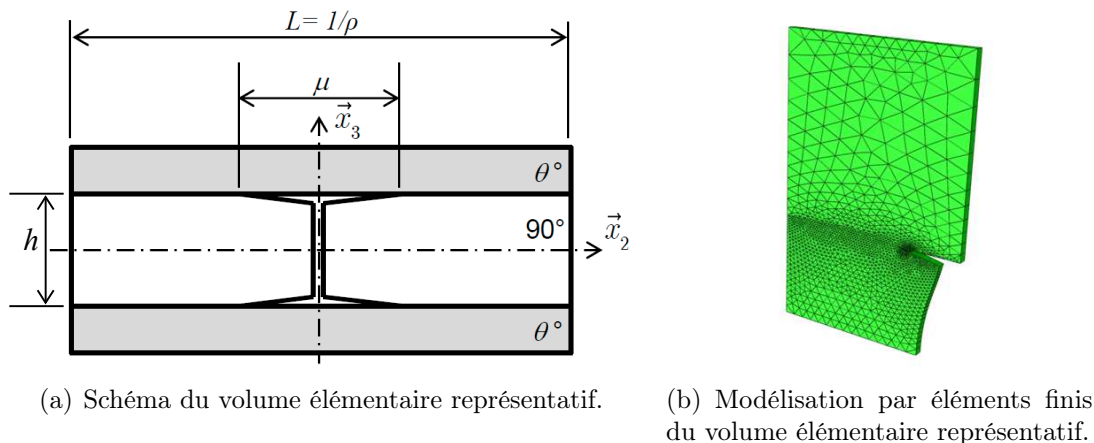 L= 1/ρ
μ
x⃗₃
θ°
h
90°
x⃗₂
θ°
(a) Schéma du volume élémentaire représentatif.
(b) Modélisation par éléments finis
du volume élémentaire représentatif.